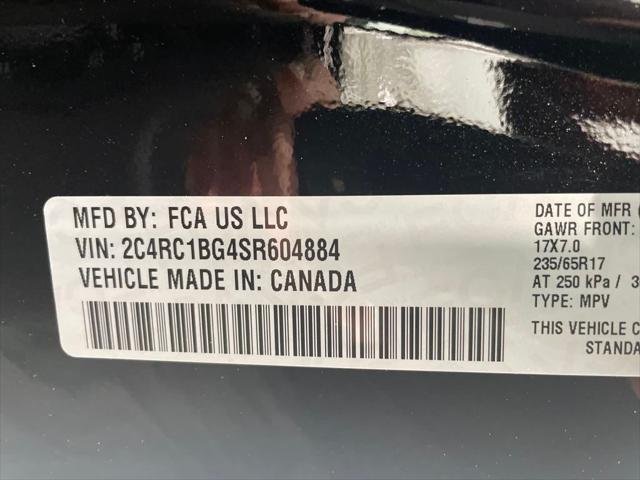 MFD BY: FCA US LLC
VIN: 2C4RC1BG4SR604884
VEHICLE MADE IN: CANADA
DATE OF MFR (
GAWR FRONT:
17X7.0
235/65R17
AT 250 kPa /
TYPE: MPV
THIS VEHICLE